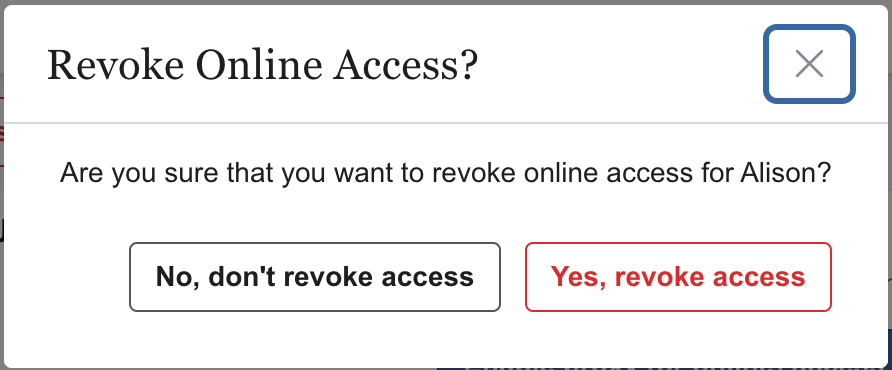 Revoke Online Access?
Are you sure that you want to revoke online access for Alison?
No, don't revoke access
Yes, revoke access